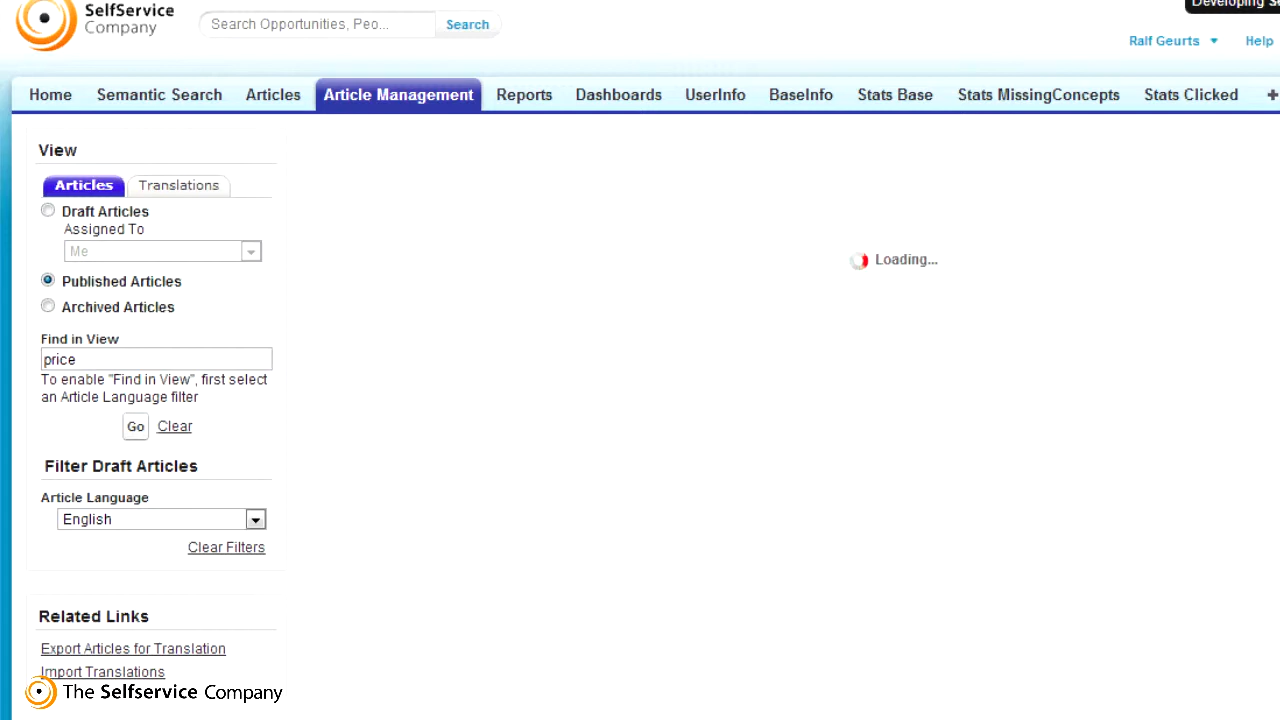 SelfService
Company
Search Opportunities, Peo...
Search
Developing
Ralf Geurts
Help
Home
Semantic Search
Articles
Article Management
Reports
Dashboards
UserInfo
BaseInfo
Stats Base
Stats MissingConcepts
Stats Clicked
+
View
Articles
Translations
Draft Articles
Assigned To
Me
Published Articles
Archived Articles
Find in View
price
To enable "Find in View", first select
an Article Language filter
Go
Clear
Filter Draft Articles
Article Language
English
Clear Filters
Related Links
Export Articles for Translation
Import Translations
The Selfservice Company
Loading...